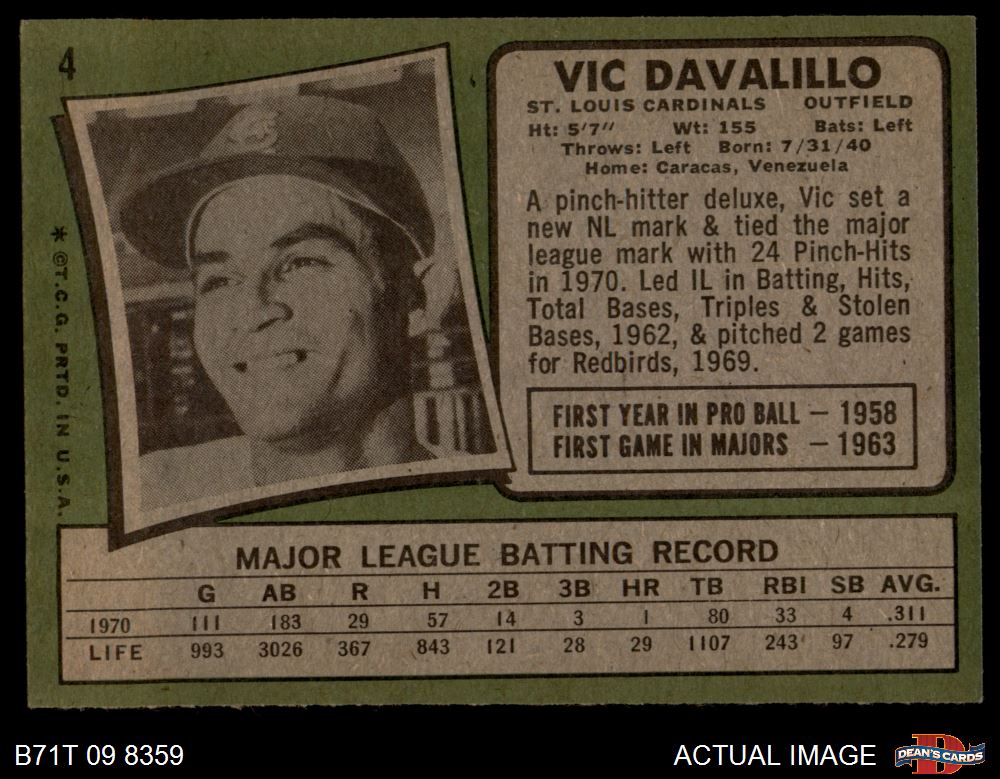 4
* ©T.C.G. PRTD. IN U.S.A.
VIC DAVALILLO
ST. LOUIS CARDINALS OUTFIELD
Ht: 5'7" Wt: 155 Bats: Left
Throws: Left Born: 7/31/40
Home: Caracas, Venezuela
A pinch-hitter deluxe, Vic set a
new NL mark & tied the major
league mark with 24 Pinch-Hits
in 1970. Led IL in Batting, Hits,
Total Bases, Triples & Stolen
Bases, 1962, & pitched 2 games
for Redbirds, 1969.
FIRST YEAR IN PRO BALL — 1958
FIRST GAME IN MAJORS — 1963
MAJOR LEAGUE BATTING RECORD
G AB R H 2B 3B HR TB RBI SB AVG.
1970 111 183 29 57 14 3 1 80 33 4 .311
LIFE 993 3026 367 843 121 28 29 1107 243 97 .279
B71T 09 8359
ACTUAL IMAGE
DEAN'S CARDS